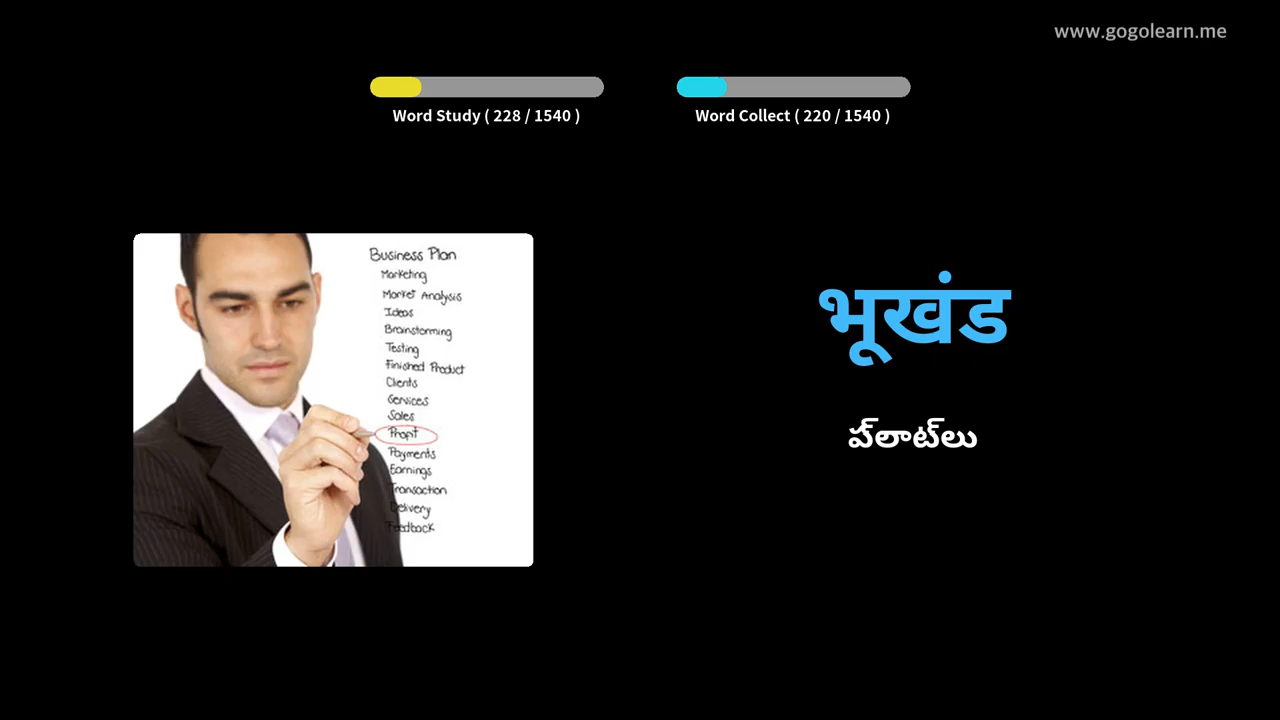 www.gogolearn.me
Word Study ( 228 / 1540 )
Word Collect ( 220 / 1540 )
Business Plan
Marketing
Market Analysis
Ideas
Brainstorming
Testing
Finished Product
Clients
Services
Sales
Profit
Payments
Earnings
Transaction
Delivery
Feedback
भूखंड
ప్‌లాట్‌లు